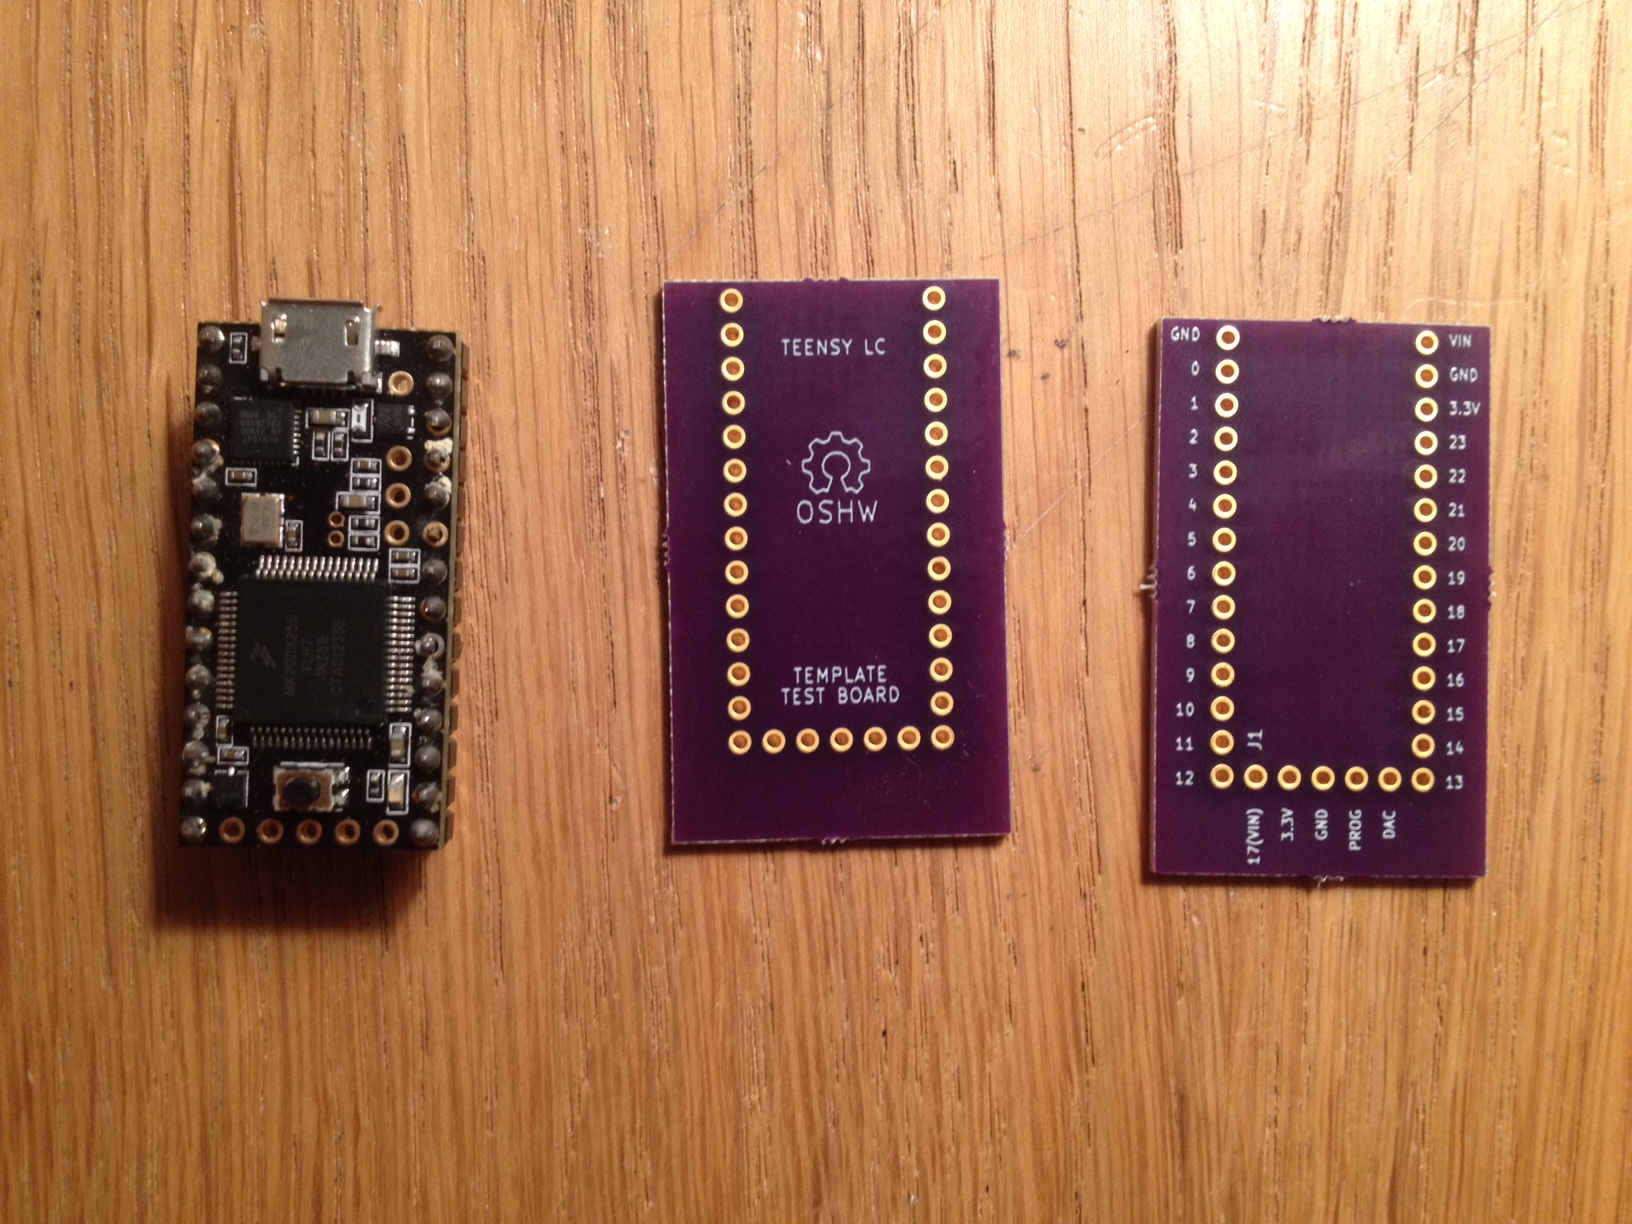 TEENSY LC
OSHW
TEMPLATE
TEST BOARD
GND
0
1
2
3
4
5
6
7
8
9
10
11
12
J1
VIN
GND
3.3V
23
22
21
20
19
18
17
16
15
14
13
17(VIN)
3.3V
GND
PROG
DAC